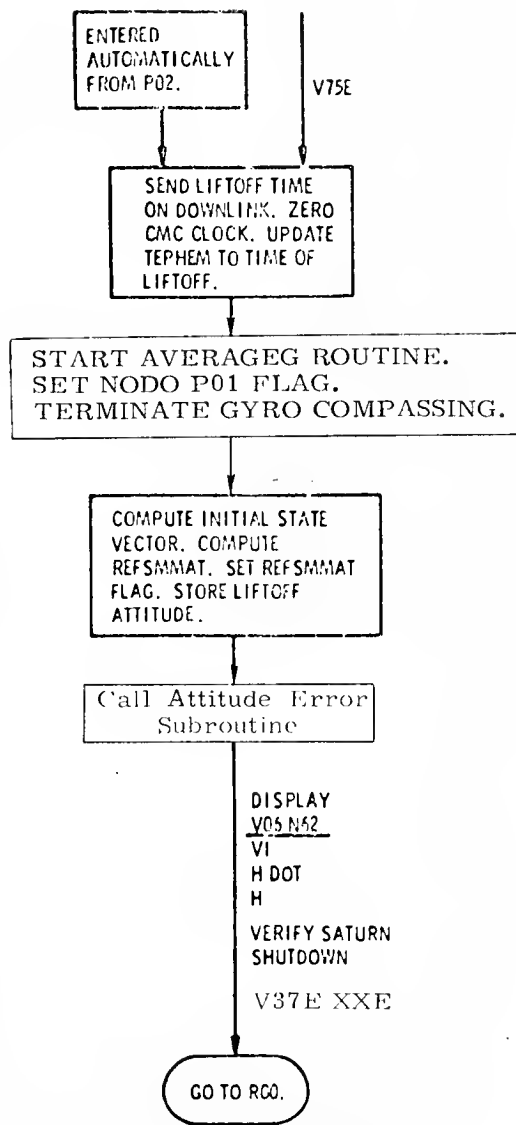 ENTERED
AUTOMATICALLY
FROM P02.
V75E
SEND LIFTOFF TIME
ON DOWNLINK. ZERO
CMC CLOCK. UPDATE
TEPHEM TO TIME OF
LIFTOFF.
START AVERAGEG ROUTINE.
SET NODO P01 FLAG.
TERMINATE GYRO COMPASSING.
COMPUTE INITIAL STATE
VECTOR. COMPUTE
REFSMMAT. SET REFSMMAT
FLAG. STORE LIFTOFF
ATTITUDE.
Call Attitude Error
Subroutine
DISPLAY
V06 N62
VI
H DOT
H
VERIFY SATURN
SHUTDOWN
V37E XXE
GO TO R00.